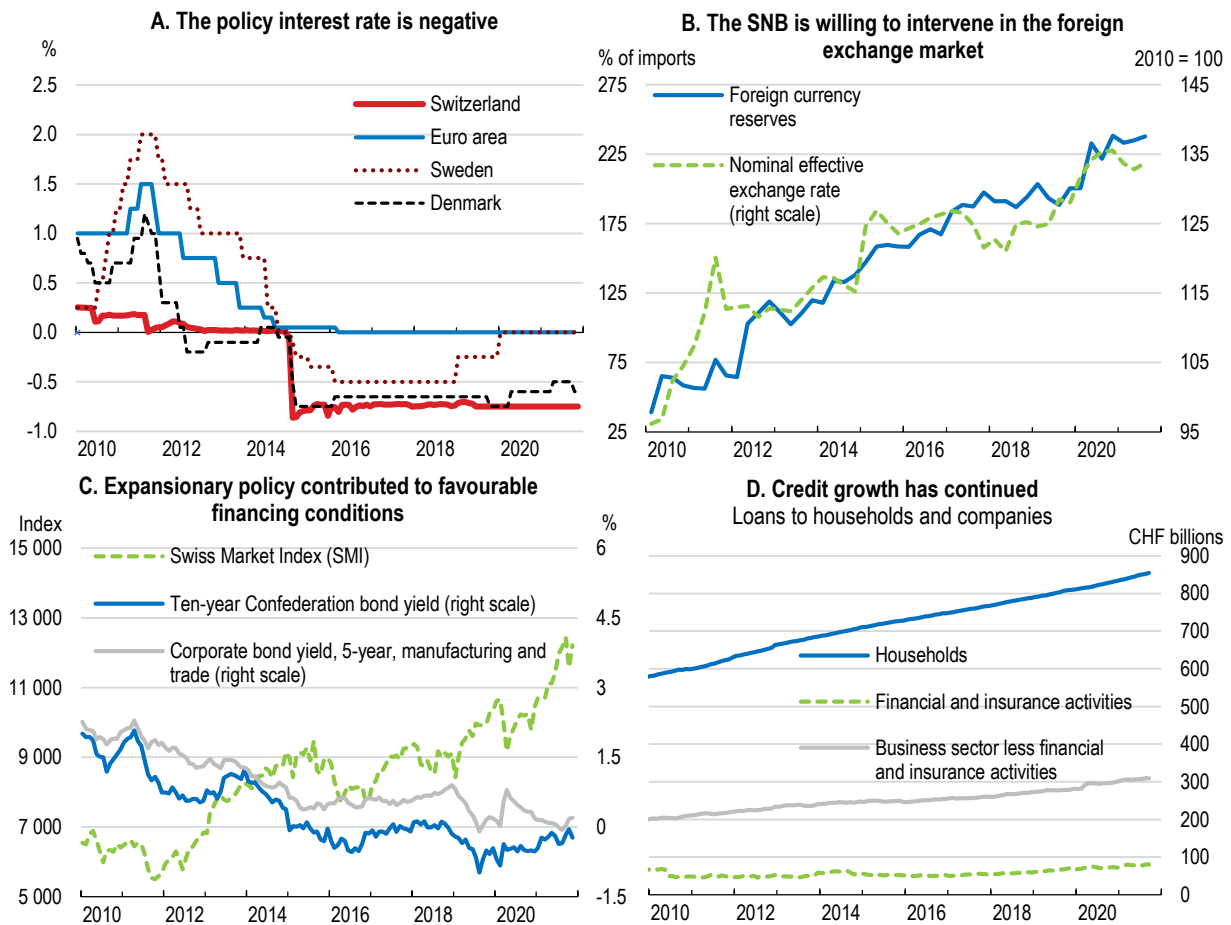 A. The policy interest rate is negative
%
2.5
2.0
1.5
1.0
0.5
0.0
-0.5
-1.0
Switzerland
Euro area
Sweden
Denmark
2010 2012 2014 2016 2018 2020
B. The SNB is willing to intervene in the foreign
exchange market
% of imports
2010 = 100
275
225
175
125
75
25
Foreign currency
reserves
Nominal effective
exchange rate
(right scale)
145
135
125
115
105
95
2010 2012 2014 2016 2018 2020
C. Expansionary policy contributed to favourable
financing conditions
Index
%
15 000
13 000
11 000
9 000
7 000
5 000
Swiss Market Index (SMI)
Ten-year Confederation bond yield (right scale)
Corporate bond yield, 5-year, manufacturing and
trade (right scale)
6
4.5
3
1.5
0
-1.5
2010 2012 2014 2016 2018 2020
D. Credit growth has continued
Loans to households and companies
CHF billions
900
800
700
600
500
400
300
200
100
0
Households
Financial and insurance activities
Business sector less financial
and insurance activities
2010 2012 2014 2016 2018 2020